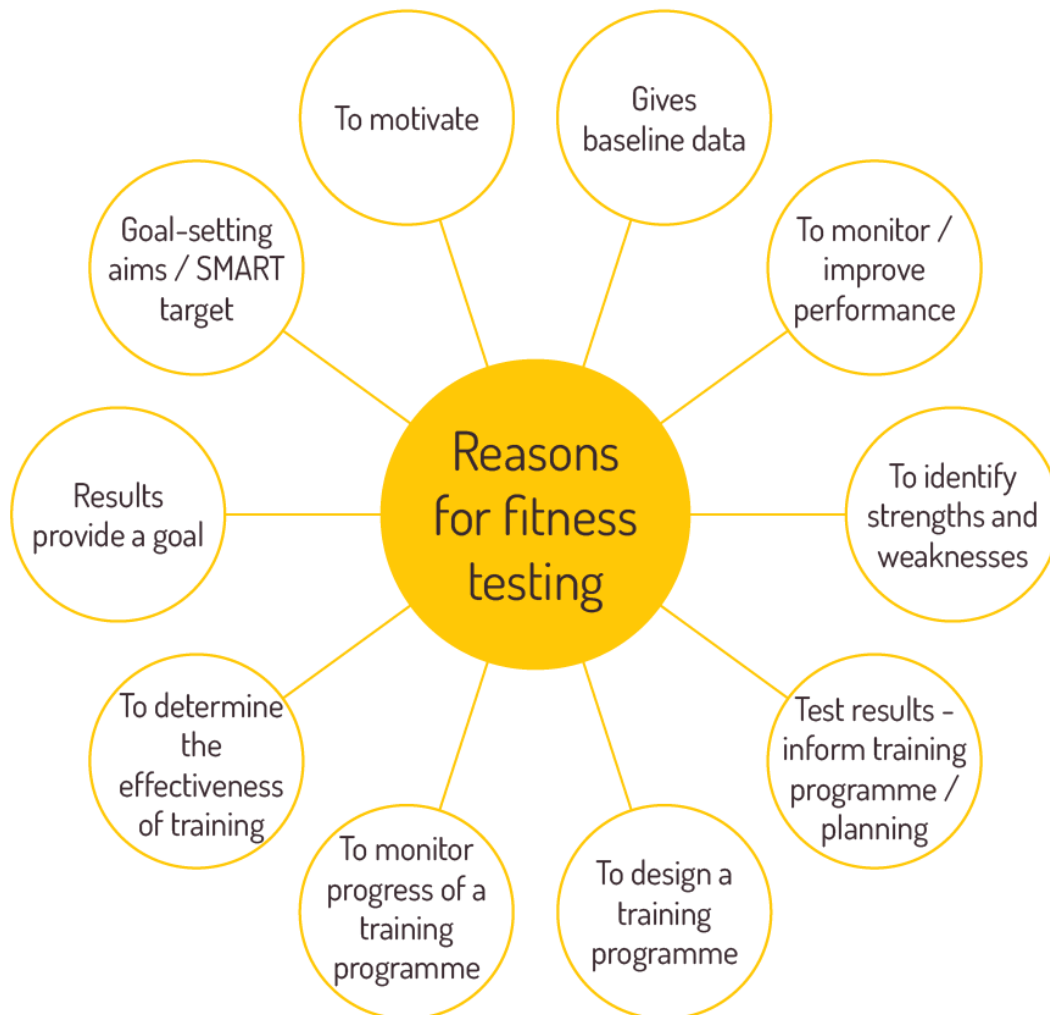 Reasons
for fitness
testing
To motivate
Gives
baseline data
To monitor /
improve
performance
To identify
strengths and
weaknesses
Test results -
inform training
programme /
planning
To design a
training
programme
To monitor
progress of a
training
programme
To determine
the
effectiveness
of training
Results
provide a goal
Goal-setting
aims / SMART
target